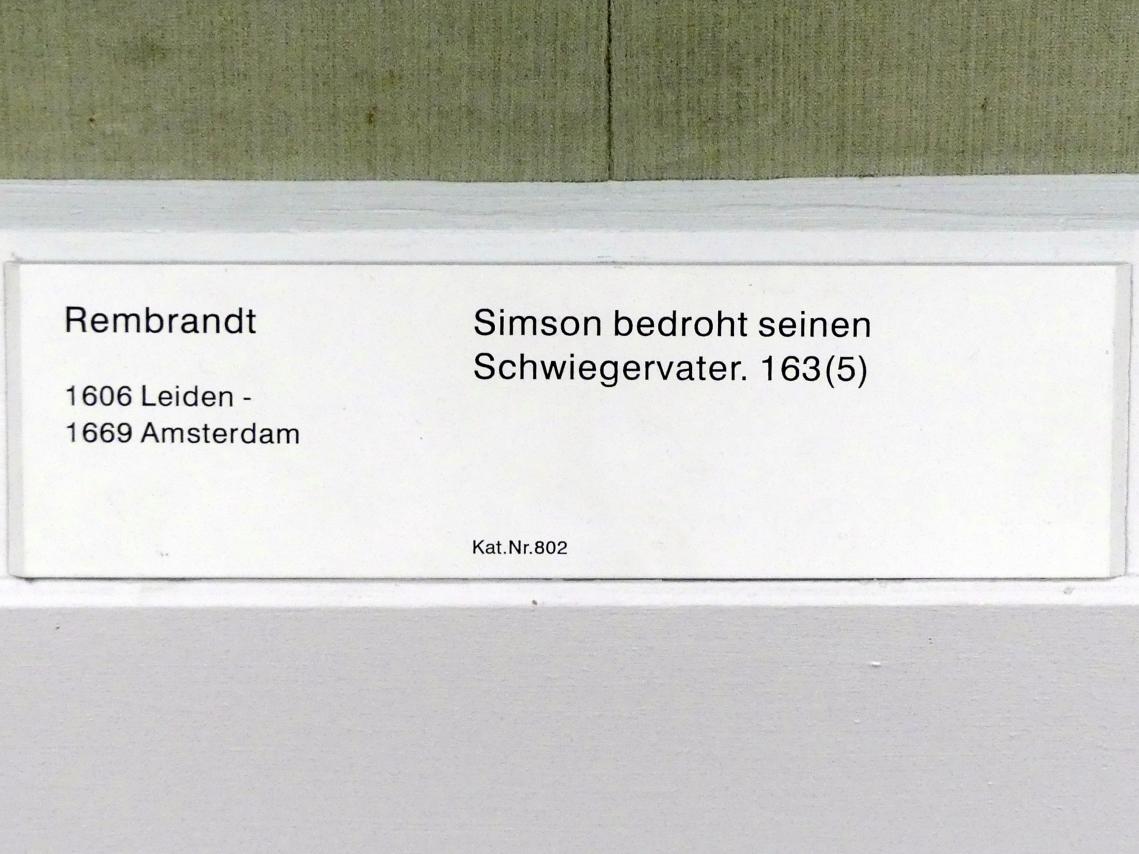 Rembrandt
1606 Leiden -
1669 Amsterdam
Simson bedroht seinen
Schwiegervater. 163(5)
Kat.Nr.802